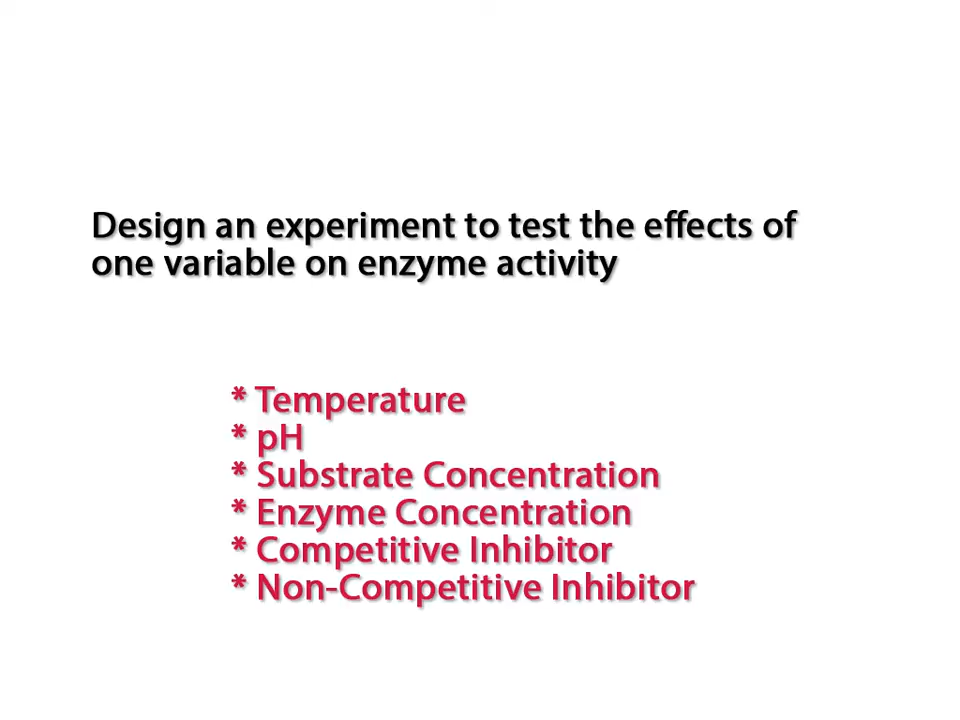 Design an experiment to test the effects of
one variable on enzyme activity
* Temperature
* pH
* Substrate Concentration
* Enzyme Concentration
* Competitive Inhibitor
* Non-Competitive Inhibitor